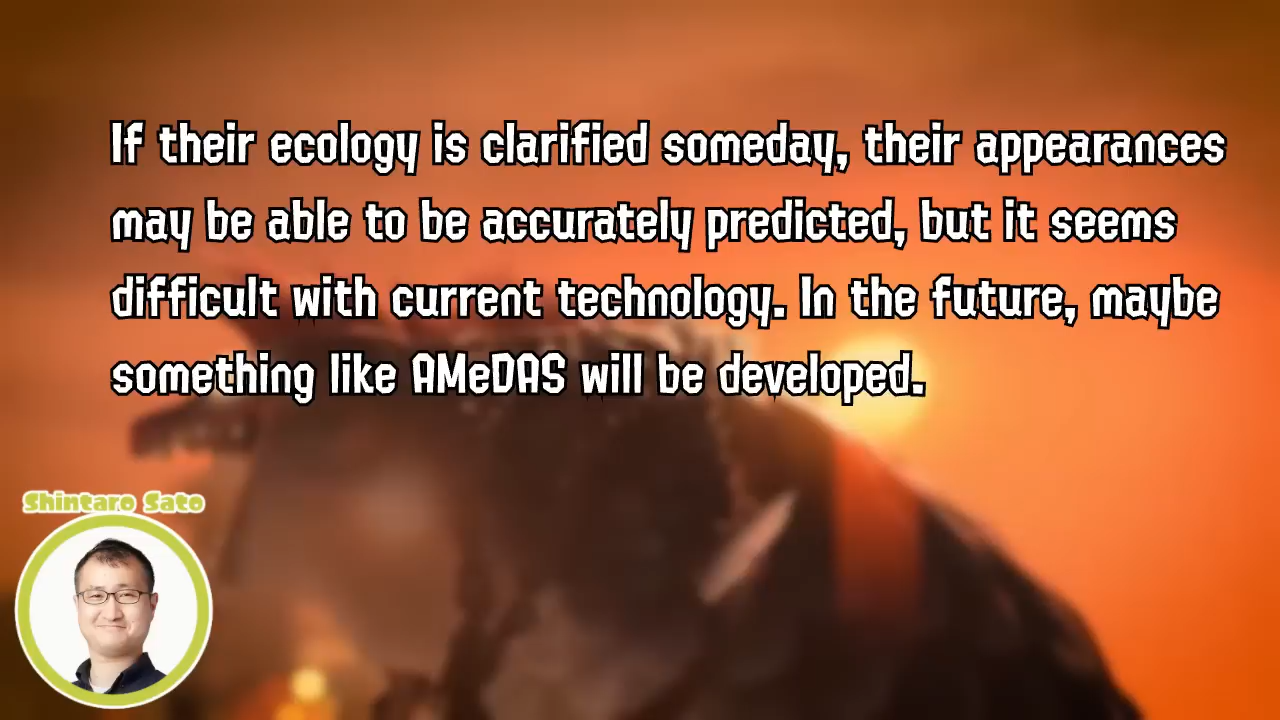 If their ecology is clarified someday, their appearances
may be able to be accurately predicted, but it seems
difficult with current technology. In the future, maybe
something like AMeDAS will be developed.
Shintaro Sato